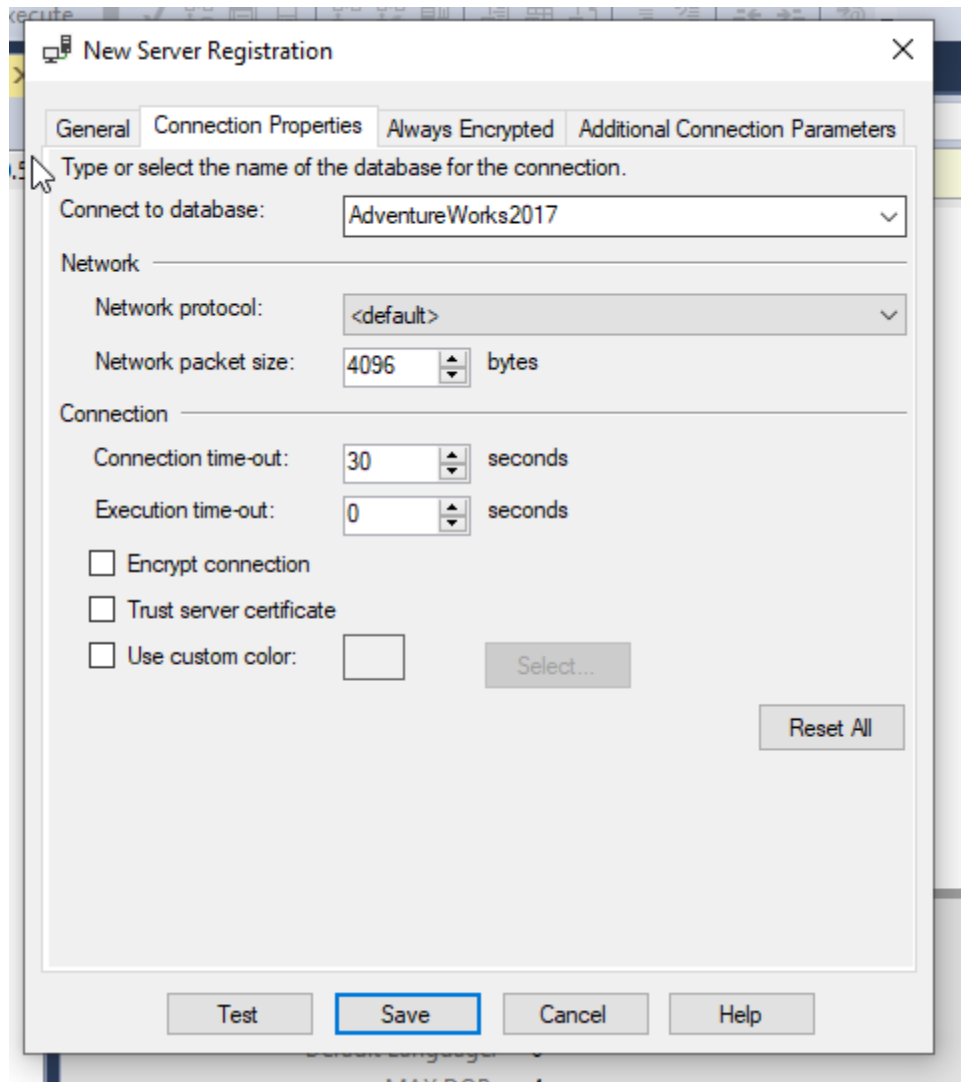 New Server Registration
General Connection Properties Always Encrypted Additional Connection Parameters
Type or select the name of the database for the connection.
Connect to database: AdventureWorks2017
Network
Network protocol: <default>
Network packet size: 4096 bytes
Connection
Connection time-out: 30 seconds
Execution time-out: 0 seconds
Encrypt connection
Trust server certificate
Use custom color: Select...
Reset All
Test Save Cancel Help